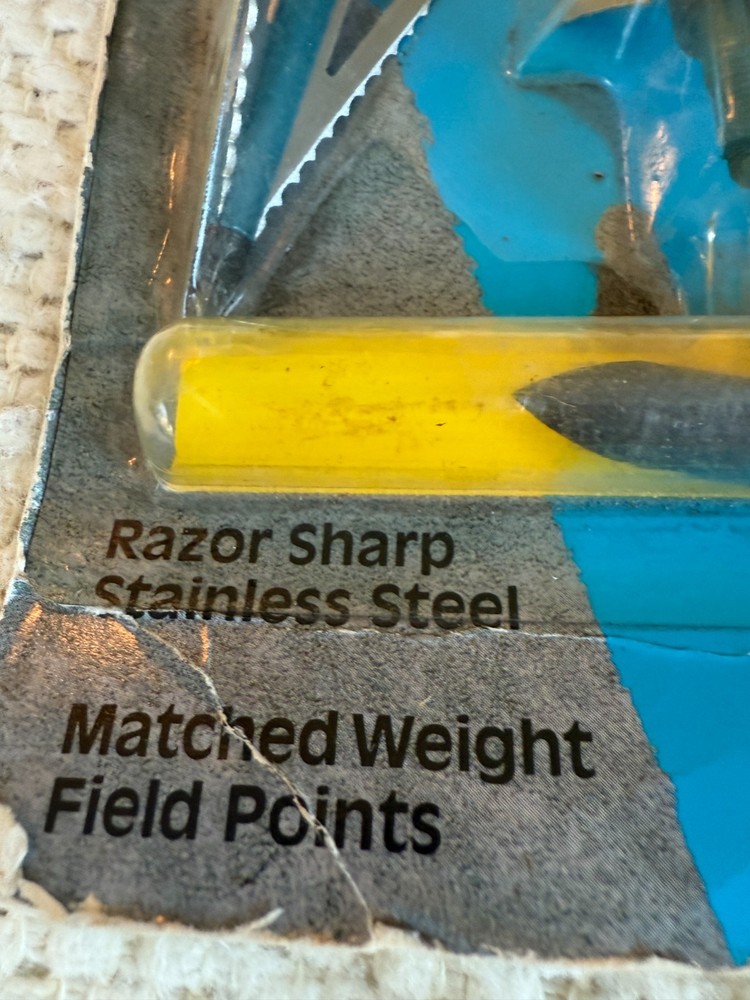 Razor Sharp
Stainless Steel
Matched Weight
Field Points